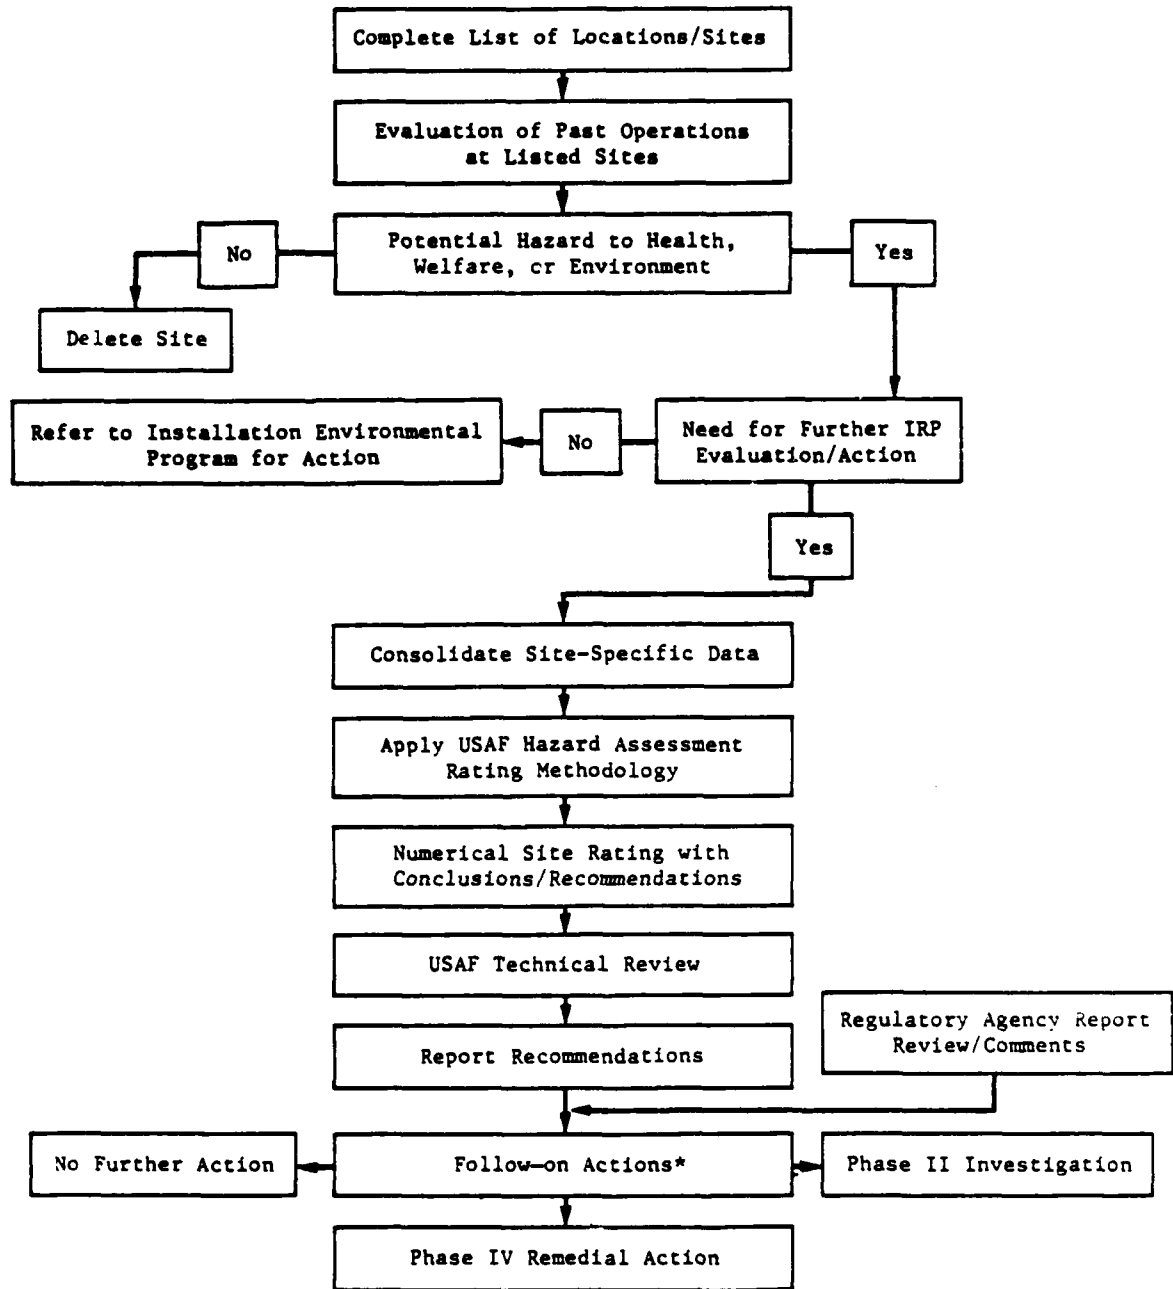 Complete List of Locations/Sites
Evaluation of Past Operations
at Listed Sites
No
Potential Hazard to Health,
Welfare, cr Environment
Yes
Delete Site
Refer to Installation Environmental
Program for Action
No
Need for Further IRP
Evaluation/Action
Yes
Consolidate Site-Specific Data
Apply USAF Hazard Assessment
Rating Methodology
Numerical Site Rating with
Conclusions/Recommendations
USAF Technical Review
Regulatory Agency Report
Review/Comments
Report Recommendations
No Further Action
Follow-on Actions*
Phase II Investigation
Phase IV Remedial Action